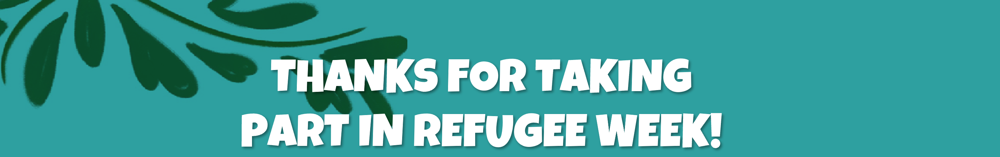 THANKS FOR TAKING
PART IN REFUGEE WEEK!